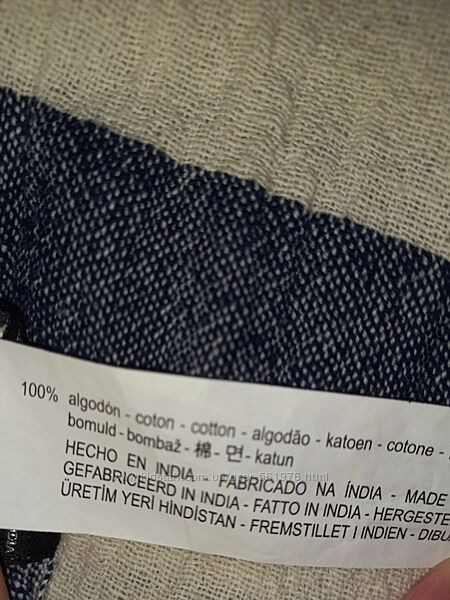 100% algodón - coton - cotton - algodão - katoen - cotone -
bomuld - bombaž - 棉 - 면 - katun
HECHO EN INDIA - FABRICADO NA ÍNDIA - MADE
GEFABRICEERD IN INDIA - FATTO IN INDIA - HERGESTE
ÜRETİM YERİ HİNDİSTAN - FREMSTILLET I INDIEN - DIBU